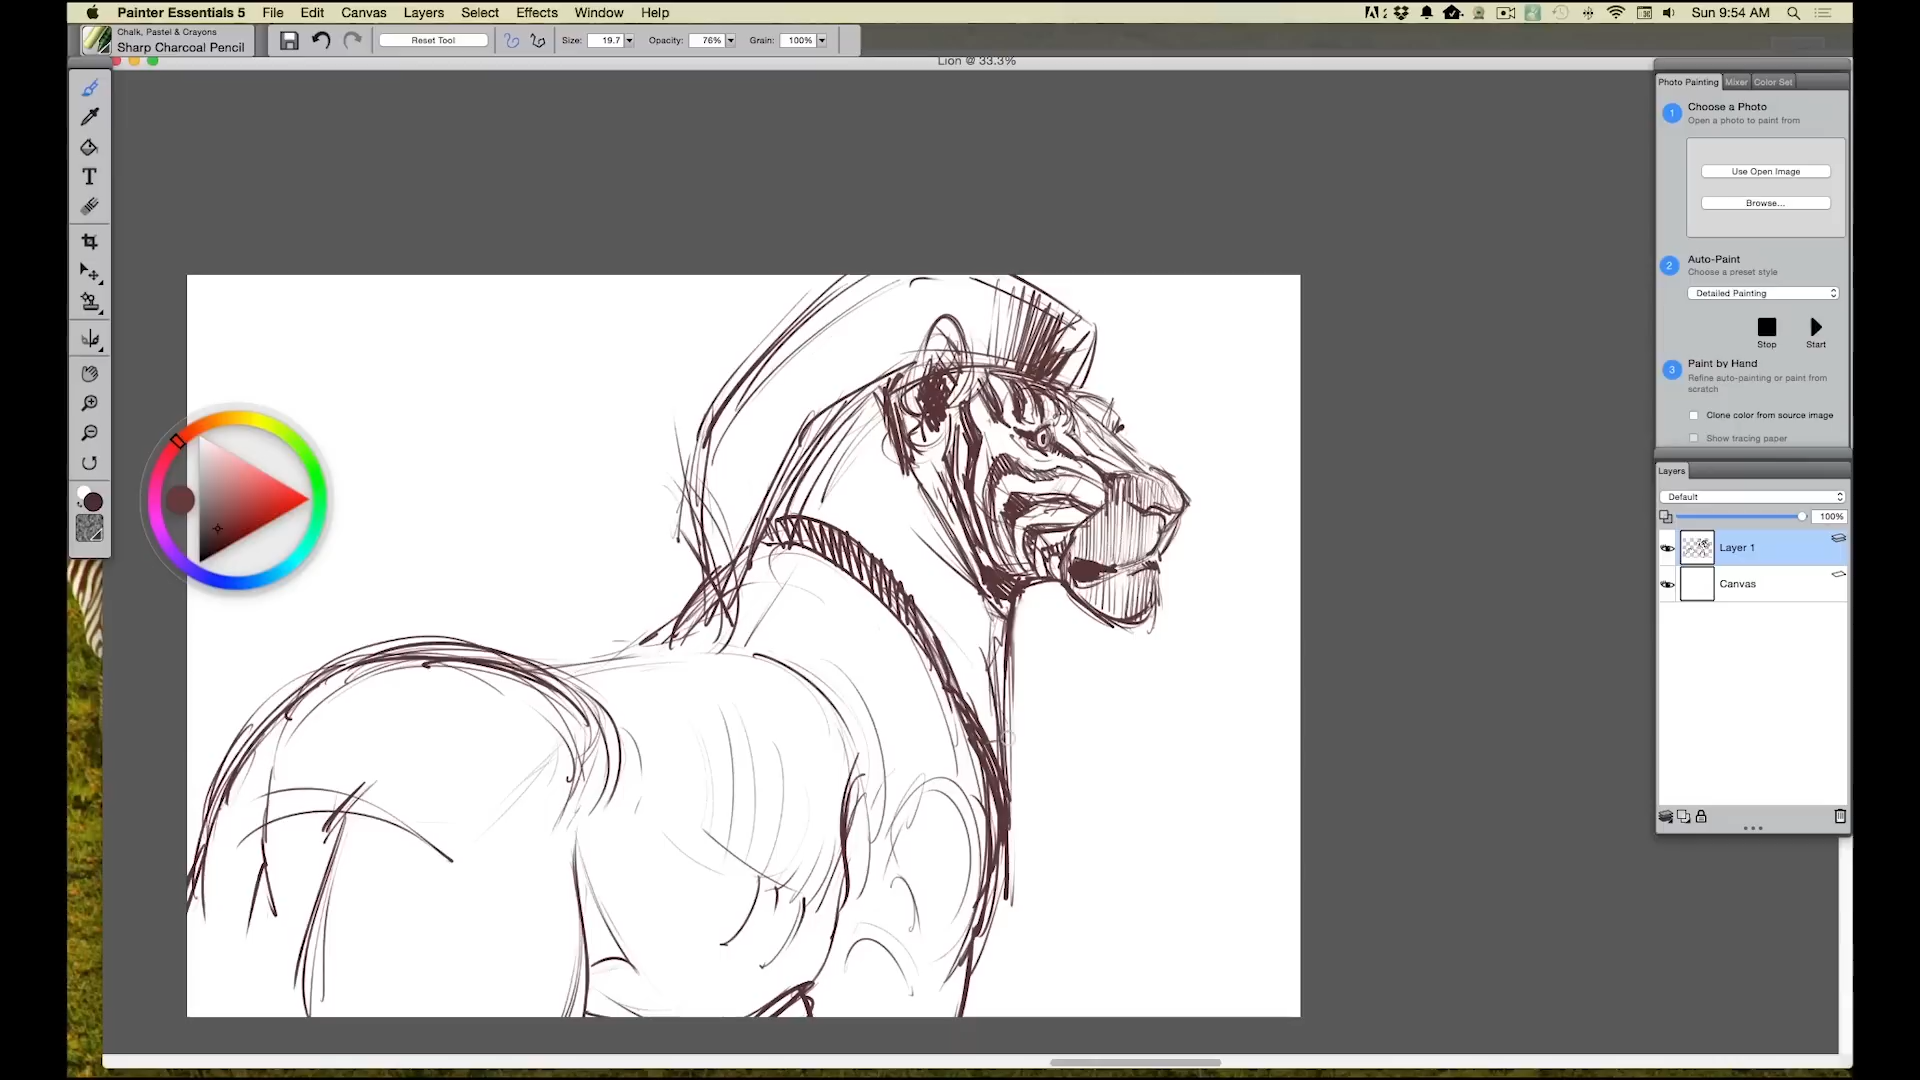 Painter Essentials 5 File Edit Canvas Layers Select Effects Window Help Sun 9:54 AM
Chalk, Pastel & Crayons
Sharp Charcoal Pencil
Reset Tool Size: 19.7 Opacity: 76% Grain: 100%
Lion @ 33.3%
Photo Painting Mixer Color Set
1 Choose a Photo
Open a photo to paint from
Use Open Image
Browse...
2 Auto-Paint
Choose a preset style
Detailed Painting
Stop Start
3 Paint by Hand
Refine auto-painting or paint from
scratch
Clone color from source image
Show tracing paper
Layers
Default
100%
Layer 1
Canvas